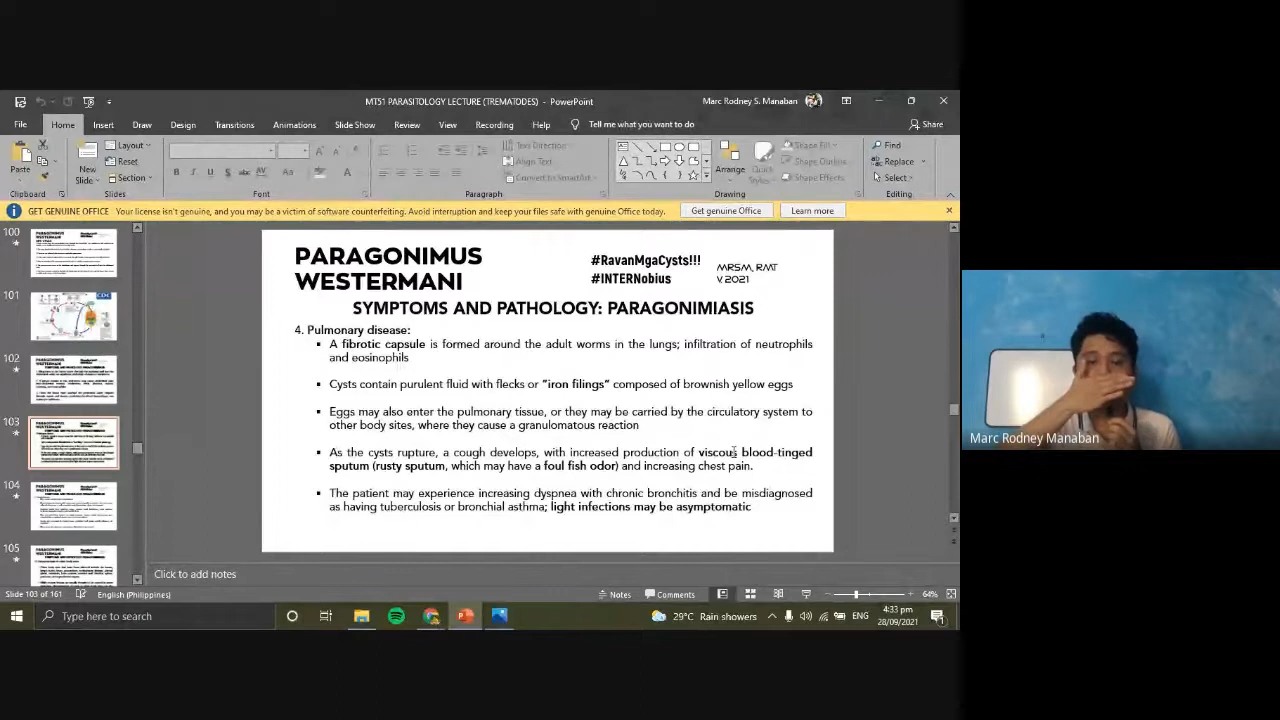 MT51 PARASITOLOGY LECTURE (TREMATODES) - PowerPoint
Marc Rodney S. Manaban
File Home Insert Draw Design Transitions Animations Slide Show Review View Recording Help Tell me what you want to do Share
Paste
Clipboard
New
Slide
Layout
Reset
Section
Slides
Font
Text Direction
Align Text
Convert to SmartArt
Paragraph
Arrange
Quick
Styles
Shape Fill
Shape Outline
Shape Effects
Drawing
Find
Replace
Select
Editing
GET GENUINE OFFICE Your license isn't genuine, and you may be a victim of software counterfeiting. Avoid interruption and keep your files safe with genuine Office today. Get genuine Office Learn more
100
101
102
103
104
105
PARAGONIMUS
WESTERMANI
#RavanMgaCysts!!!
#INTERNobius
MRSM, RMT
V. 2021
SYMPTOMS AND PATHOLOGY: PARAGONIMIASIS
4. Pulmonary disease:
▪ A fibrotic capsule is formed around the adult worms in the lungs; infiltration of neutrophils
and eosinophils
▪ Cysts contain purulent fluid with flecks or "iron filings" composed of brownish yellow eggs
▪ Eggs may also enter the pulmonary tissue, or they may be carried by the circulatory system to
other body sites, where they cause a granulomatous reaction
▪ As the cysts rupture, a cough develops, with increased production of viscous blood-tinged
sputum (rusty sputum, which may have a foul fish odor) and increasing chest pain.
▪ The patient may experience increasing dyspnea with chronic bronchitis and be misdiagnosed
as having tuberculosis or bronchial asthma; light infections may be asymptomatic
Click to add notes
Slide 103 of 161 English (Philippines) Notes Comments 64%
Type here to search
29°C Rain showers
ENG
4:33 pm
28/09/2021
Marc Rodney Manaban